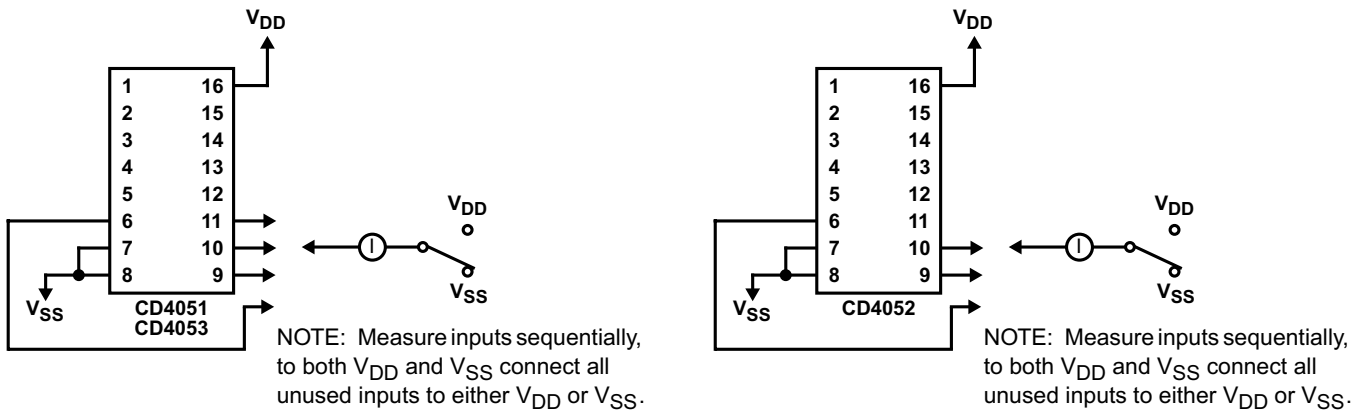 VDD
1 16
2 15
3 14
4 13
5 12
6 11
7 10
8 9
VSS
CD4051
CD4053
I
VDD
VSS
NOTE: Measure inputs sequentially,
to both VDD and VSS connect all
unused inputs to either VDD or VSS.
VDD
1 16
2 15
3 14
4 13
5 12
6 11
7 10
8 9
VSS
CD4052
I
VDD
VSS
NOTE: Measure inputs sequentially,
to both VDD and VSS connect all
unused inputs to either VDD or VSS.